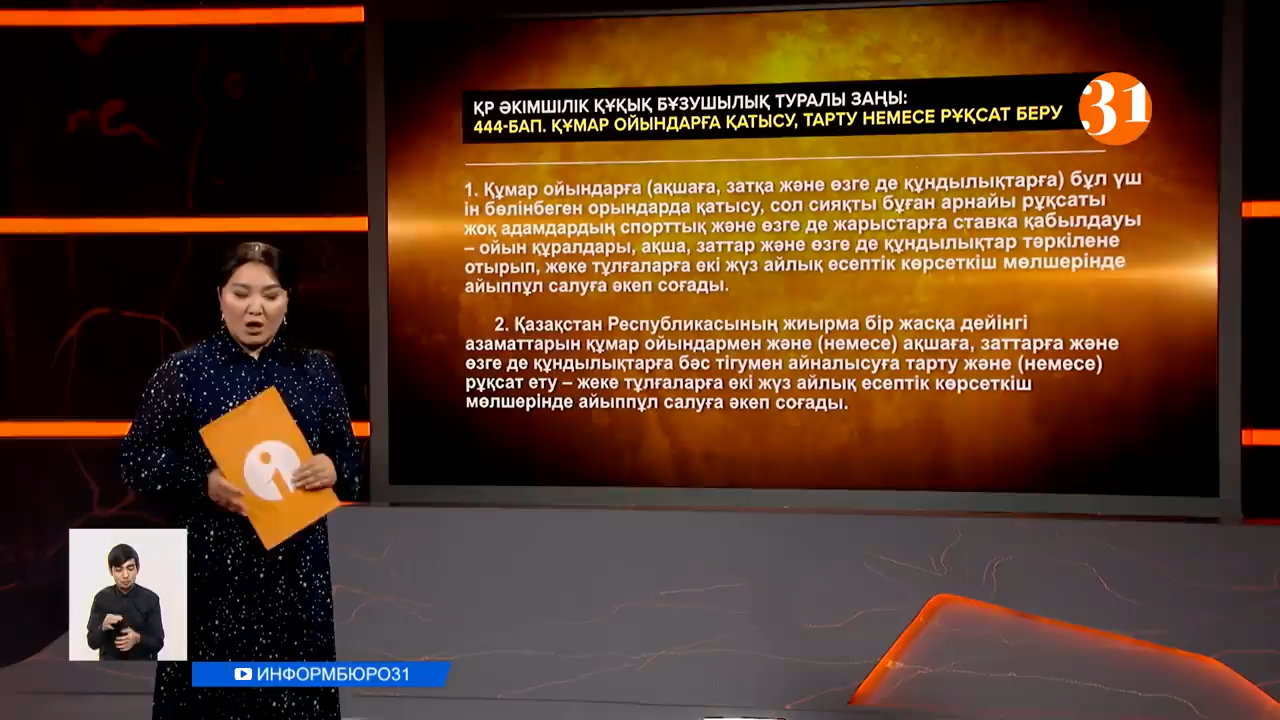 ҚР ӘКІМШІЛІК ҚҰҚЫҚ БҰЗУШЫЛЫҚ ТУРАЛЫ ЗАҢЫ:
444-БАП. ҚҰМАР ОЙЫНДАРҒА ҚАТЫСУ, ТАРТУ НЕМЕСЕ РҰҚСАТ БЕРУ
31
1. Құмар ойындарға (ақшаға, затқа және өзге де құндылықтарға) бұл үш
ін бөлінбеген орындарда қатысу, сол сияқты бұған арнайы рұқсаты
жоқ адамдардың спорттық және өзге де жарыстарға ставка қабылдауы
– ойын құралдары, ақша, заттар және өзге де құндылықтар тәркілене
отырып, жеке тұлғаларға екі жүз айлық есептік көрсеткіш мөлшерінде
айыппұл салуға әкеп соғады.
2. Қазақстан Республикасының жиырма бір жасқа дейінгі
азаматтарын құмар ойындармен және (немесе) ақшаға, заттарға және
өзге де құндылықтарға бәс тігумен айналысуға тарту және (немесе)
рұқсат ету – жеке тұлғаларға екі жүз айлық есептік көрсеткіш
мөлшерінде айыппұл салуға әкеп соғады.
ИНФОРМБЮРО31